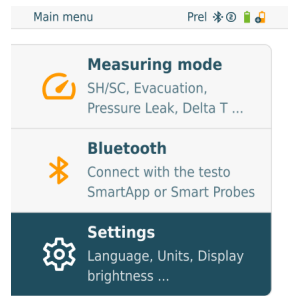 Main menu Prel
Measuring mode
SH/SC, Evacuation,
Pressure Leak, Delta T ...
Bluetooth
Connect with the testo
SmartApp or Smart Probes
Settings
Language, Units, Display
brightness ...